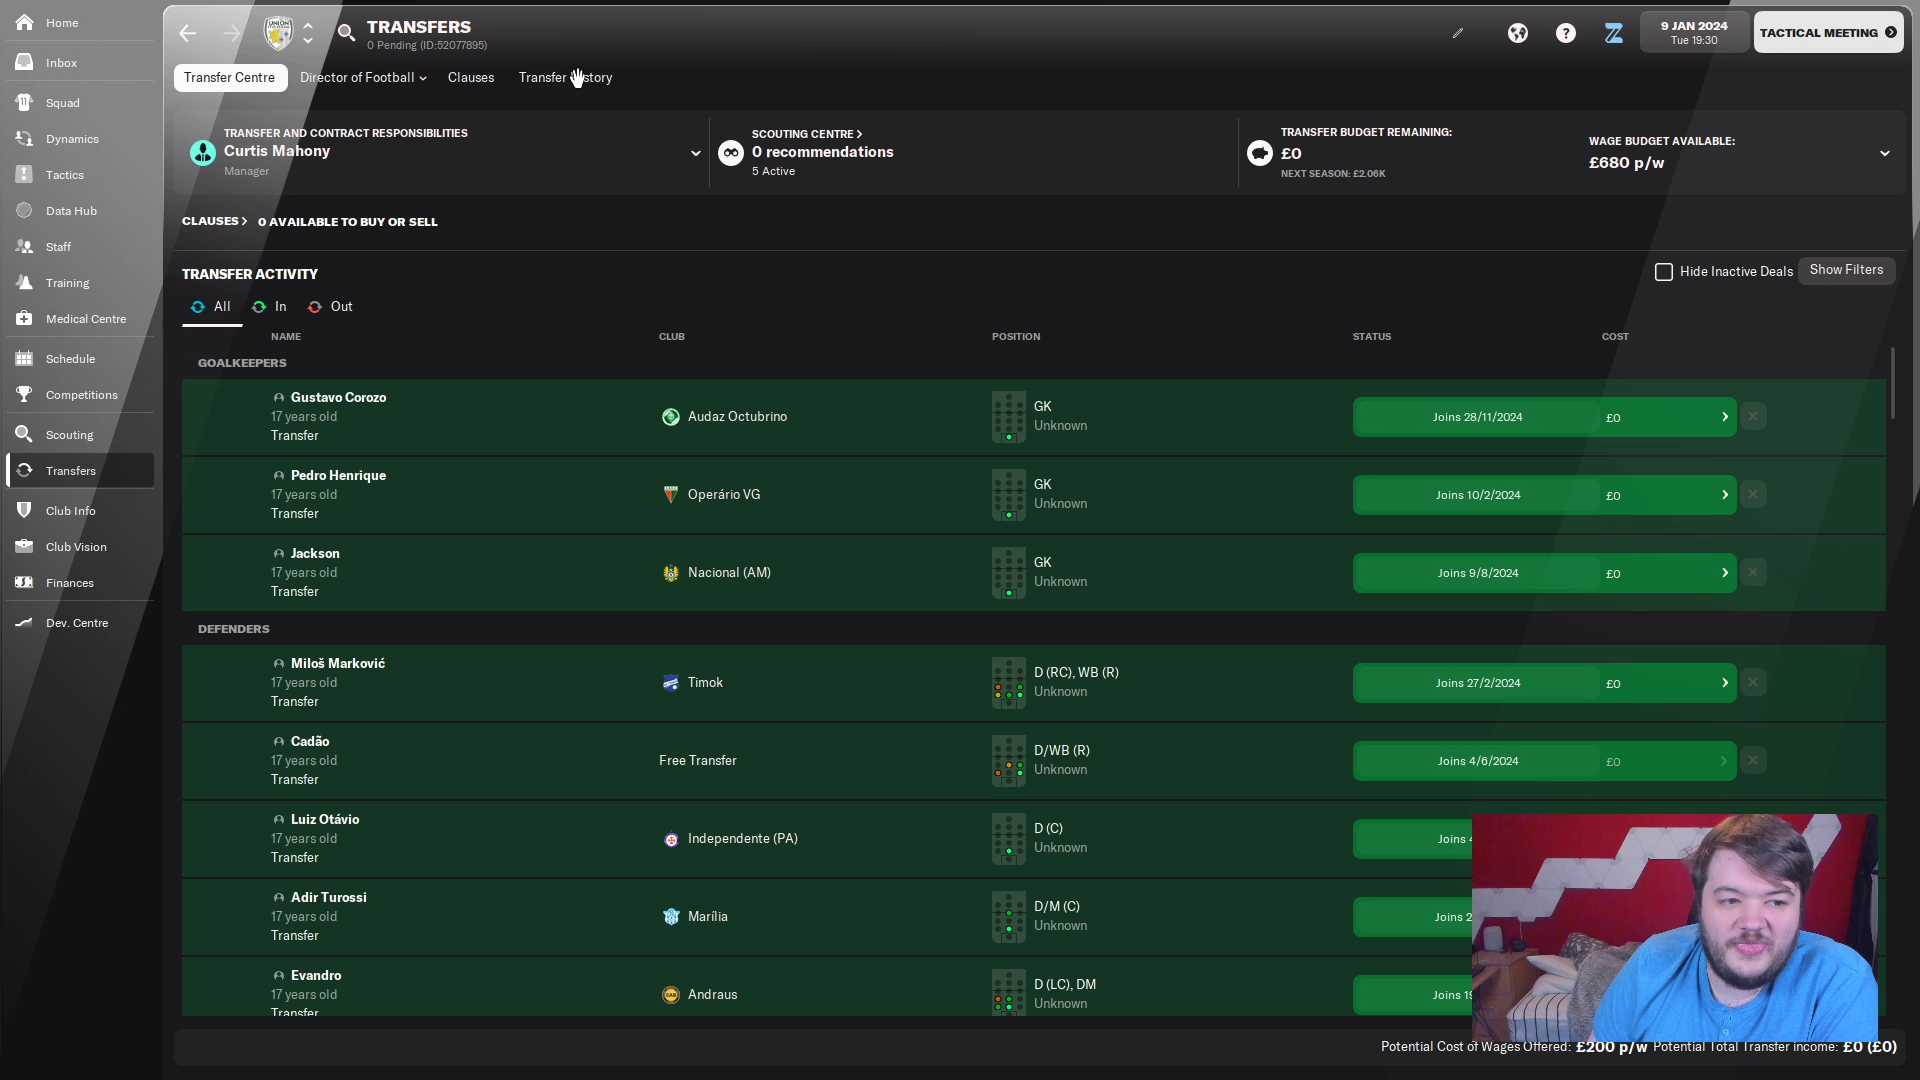 Home
Inbox
Squad
Dynamics
Tactics
Data Hub
Staff
Training
Medical Centre
Schedule
Competitions
Scouting
Transfers
Club Info
Club Vision
Finances
Dev. Centre
TRANSFERS
0 Pending (ID:52077895)
9 JAN 2024
Tue 19:30
TACTICAL MEETING
Transfer Centre
Director of Football
Clauses
Transfer
TRANSFER AND CONTRACT RESPONSIBILITIES
Curtis Mahony
Manager
SCOUTING CENTRE >
0 recommendations
5 Active
TRANSFER BUDGET REMAINING:
£0
NEXT SEASON: £2.06K
WAGE BUDGET AVAILABLE:
£680 p/w
CLAUSES > 0 AVAILABLE TO BUY OR SELL
TRANSFER ACTIVITY
Hide Inactive Deals
Show Filters
All In Out
NAME CLUB POSITION STATUS COST
GOALKEEPERS
Gustavo Corozo
17 years old
Transfer
Audaz Octubrino
GK
Unknown
Joins 28/11/2024 £0
Pedro Henrique
17 years old
Transfer
Operário VG
GK
Unknown
Joins 10/2/2024 £0
Jackson
17 years old
Transfer
Nacional (AM)
GK
Unknown
Joins 9/8/2024 £0
DEFENDERS
Miloš Marković
17 years old
Transfer
Timok
D (RC), WB (R)
Unknown
Joins 27/2/2024 £0
Cadão
17 years old
Transfer
Free Transfer
D/WB (R)
Unknown
Joins 4/6/2024 £0
Luiz Otávio
17 years old
Transfer
Independente (PA)
D (C)
Unknown
Joins 4
Adir Turossi
17 years old
Transfer
Marília
D/M (C)
Unknown
Joins 2
Evandro
17 years old
Transfer
Andraus
D (LC), DM
Unknown
Joins 19
Potential Cost of Wages Offered: £200 p/w Potential Total Transfer Income: £0 (£0)